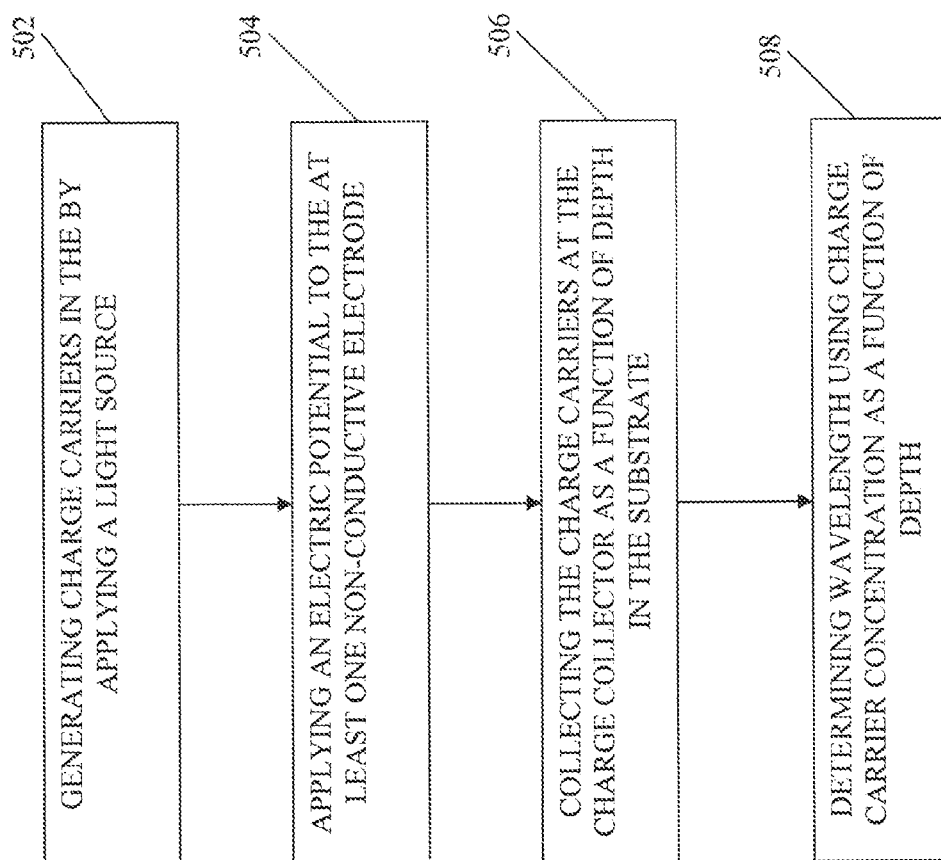 502
GENERATING CHARGE CARRIERS IN THE BY
APPLYING A LIGHT SOURCE
504
APPLYING AN ELECTRIC POTENTIAL TO THE AT
LEAST ONE NON-CONDUCTIVE ELECTRODE
506
COLLECTING THE CHARGE CARRIERS AT THE
CHARGE COLLECTOR AS A FUNCTION OF DEPTH
IN THE SUBSTRATE
508
DETERMINING WAVELENGTH USING CHARGE
CARRIER CONCENTRATION AS A FUNCTION OF
DEPTH